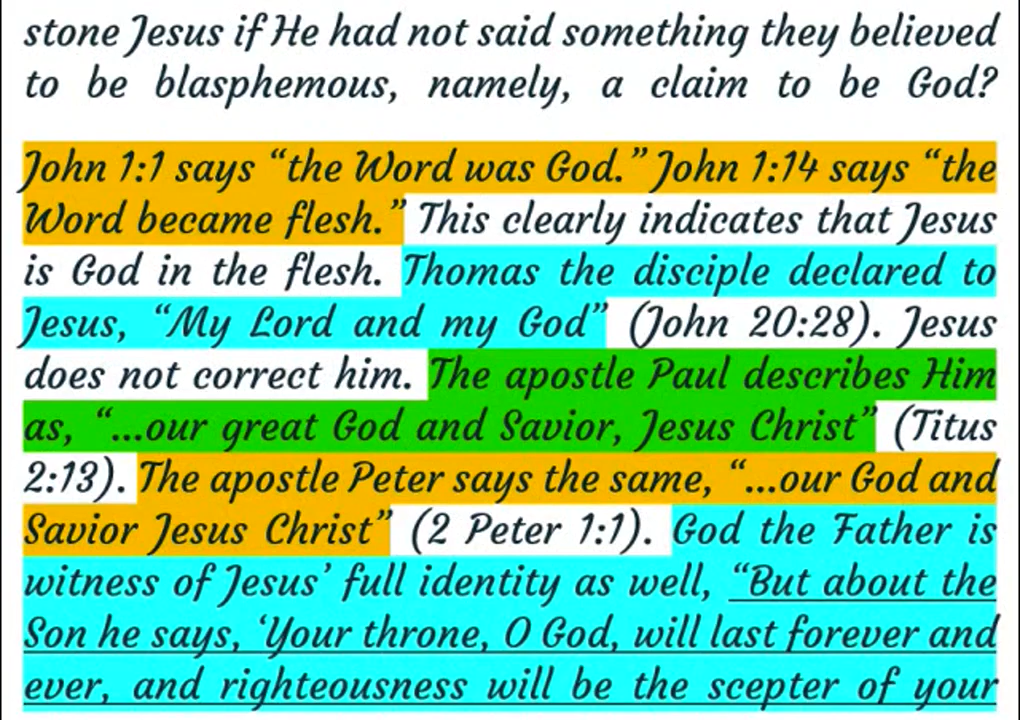 stone Jesus if He had not said something they believed
to be blasphemous, namely, a claim to be God?
John 1:1 says “the Word was God.” John 1:14 says “the
Word became flesh.” This clearly indicates that Jesus
is God in the flesh. Thomas the disciple declared to
Jesus, “My Lord and my God” (John 20:28). Jesus
does not correct him. The apostle Paul describes Him
as, “...our great God and Savior, Jesus Christ” (Titus
2:13). The apostle Peter says the same, “...our God and
Savior Jesus Christ” (2 Peter 1:1). God the Father is
witness of Jesus’ full identity as well, “But about the
Son he says, ‘Your throne, O God, will last forever and
ever, and righteousness will be the scepter of your